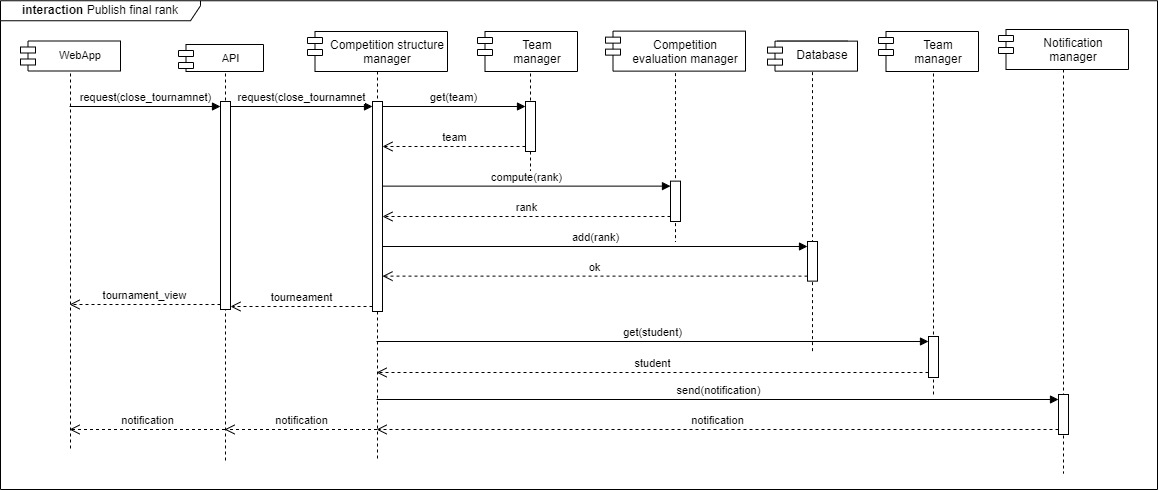 interaction Publish final rank
WebApp
API
Competition structure
manager
Team
manager
Competition
evaluation manager
Database
Team
manager
Notification
manager
request(close_tournamnet)
request(close_tournamnet
get(team)
team
compute(rank)
rank
add(rank)
ok
tournament_view
tourneament
get(student)
student
send(notification)
notification
notification
notification